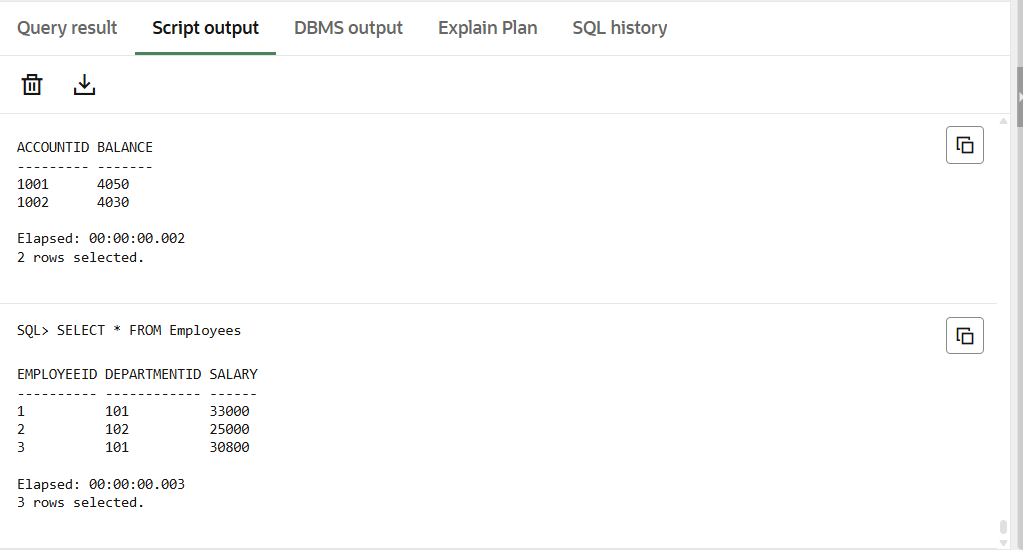 Query result Script output DBMS output Explain Plan SQL history
ACCOUNTID BALANCE
--------- -------
1001      4050
1002      4030
Elapsed: 00:00:00.002
2 rows selected.
SQL> SELECT * FROM Employees
EMPLOYEEID DEPARTMENTID SALARY
---------- ------------ ------
1          101          33000
2          102          25000
3          101          30800
Elapsed: 00:00:00.003
3 rows selected.